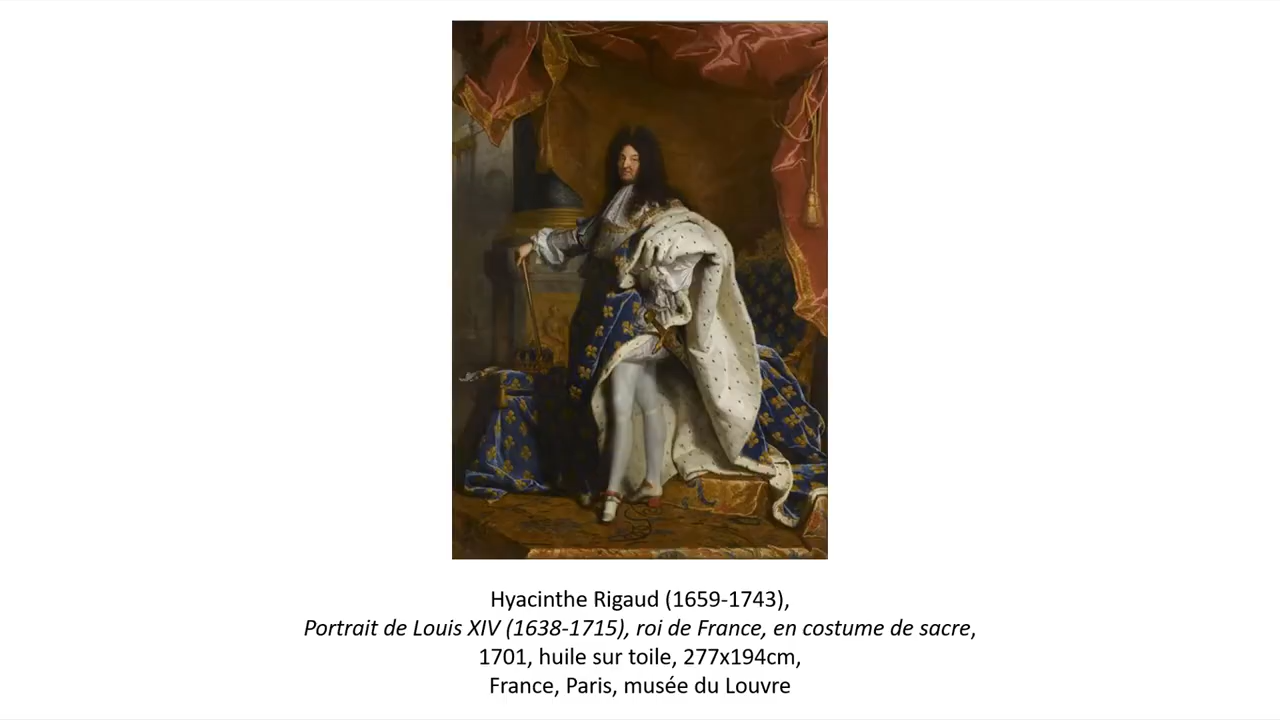 Hyacinthe Rigaud (1659-1743),
Portrait de Louis XIV (1638-1715), roi de France, en costume de sacre,
1701, huile sur toile, 277x194cm,
France, Paris, musée du Louvre